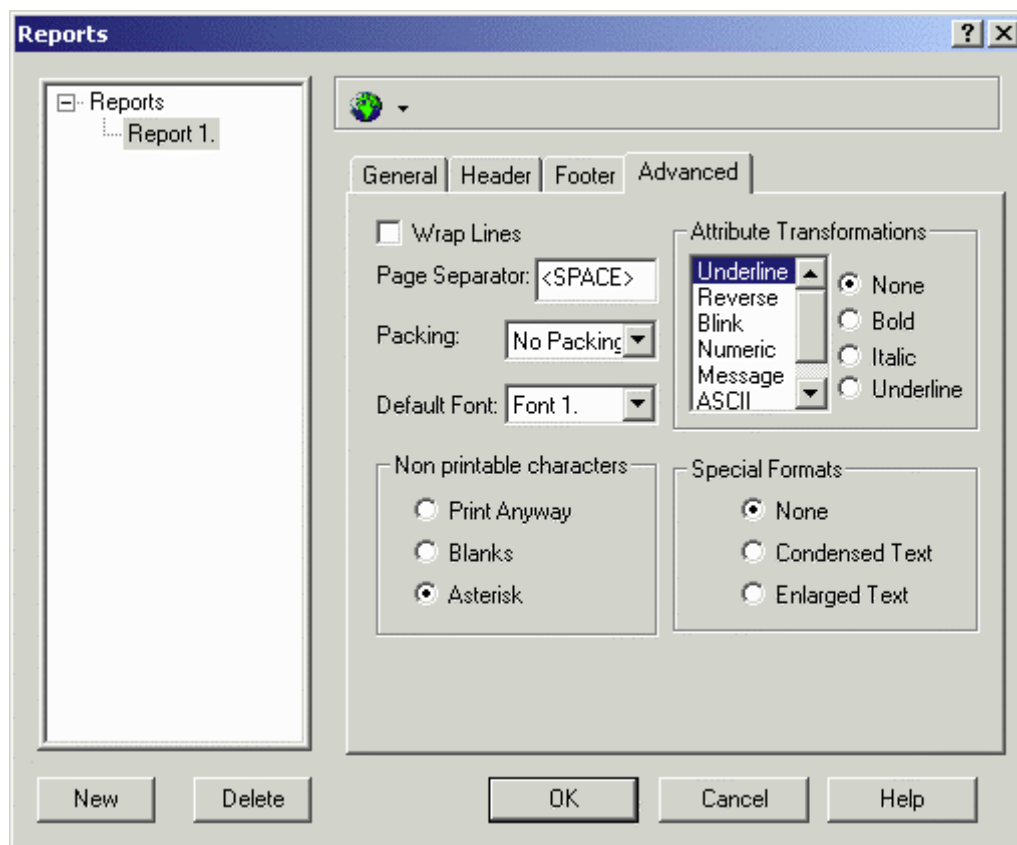 Reports
Reports
Report 1.
General Header Footer Advanced
Wrap Lines
Page Separator: <SPACE>
Packing: No Packing
Default Font: Font 1.
Attribute Transformations
Underline
Reverse
Blink
Numeric
Message
ASCII
None
Bold
Italic
Underline
Non printable characters
Print Anyway
Blanks
Asterisk
Special Formats
None
Condensed Text
Enlarged Text
New Delete OK Cancel Help